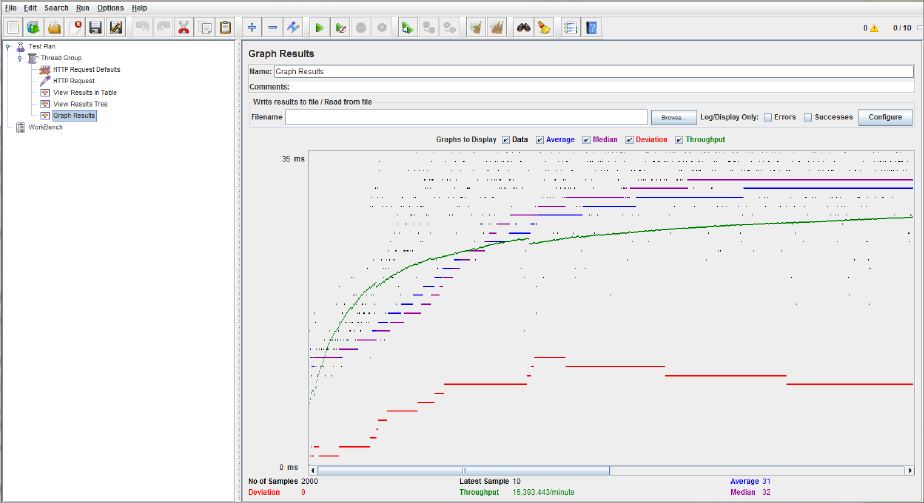 File Edit Search Run Options Help
0 0 / 10
Test Plan
Thread Group
HTTP Request Defaults
HTTP Request
View Results in Table
View Results Tree
Graph Results
WorkBench
Graph Results
Name: Graph Results
Comments:
Write results to file / Read from file
Filename Browse... Log/Display Only: Errors Successes Configure
Graphs to Display Data Average Median Deviation Throughput
35 ms
0 ms
No of Samples 2000 Latest Sample 10 Average 31
Deviation 9 Throughput 16,393.443/minute Median 32